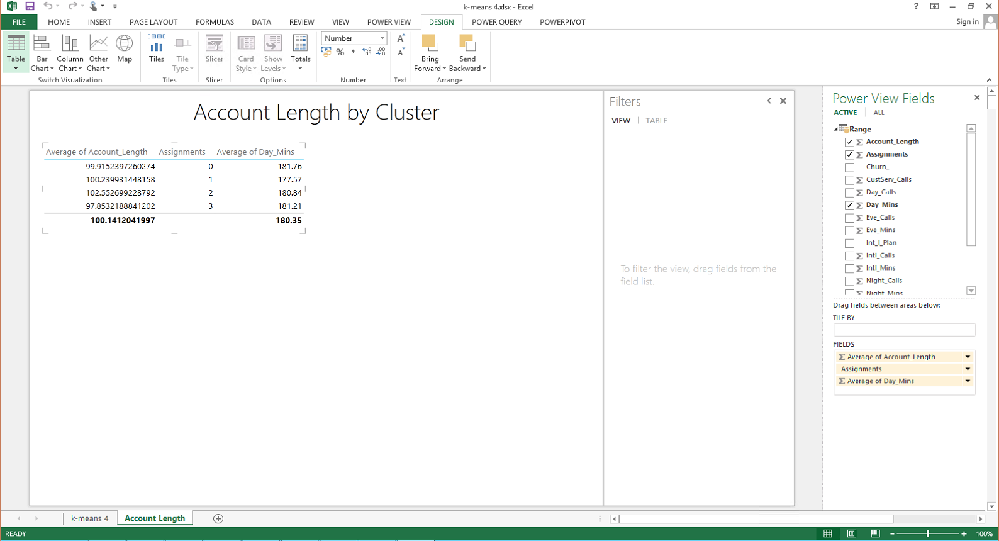 k-means 4.xlsx - Excel
?
FILE HOME INSERT PAGE LAYOUT FORMULAS DATA REVIEW VIEW POWER VIEW DESIGN POWER QUERY POWERPIVOT Sign in
Table Bar Chart Column Chart Other Chart Map Tiles Tile Type Slicer Card Style Show Levels Totals Number Bring Forward Send Backward
Switch Visualization Tiles Slicer Options Number Text Arrange
Account Length by Cluster
Average of Account_Length Assignments Average of Day_Mins
99.9152397260274 0 181.76
100.239931448158 1 177.57
102.552699228792 2 180.84
97.8532188841202 3 181.21
100.1412041997 180.35
Filters
VIEW | TABLE
To filter the view, drag fields from the
field list.
Power View Fields
ACTIVE ALL
Range
Σ Account_Length
Σ Assignments
Churn_
Σ CustServ_Calls
Σ Day_Calls
Σ Day_Mins
Σ Eve_Calls
Σ Eve_Mins
Int_l_Plan
Σ Intl_Calls
Σ Intl_Mins
Σ Night_Calls
Σ Night_Mins
Drag fields between areas below:
TILE BY
FIELDS
Σ Average of Account_Length
Assignments
Σ Average of Day_Mins
k-means 4 Account Length
READY 100%